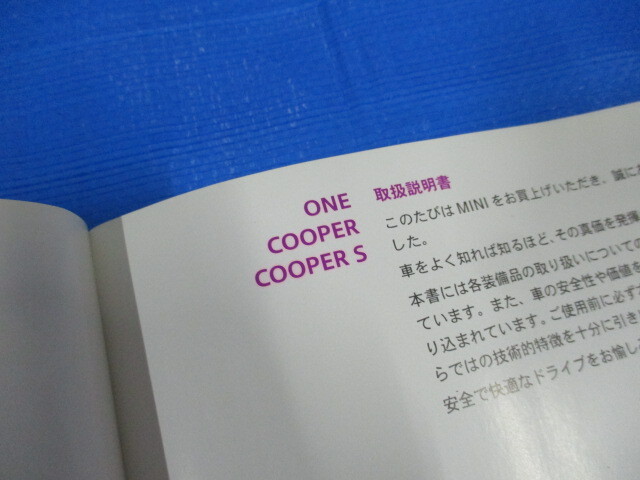 ONE
COOPER
COOPER S
取扱説明書
このたびは MINI をお買上げいただき、誠に
した。
車をよく知れば知るほど、その真価を発揮
本書には各装備品の取り扱いについての
ています。また、車の安全性や価値を
り込まれています。ご使用前に必ず
らではの技術的特徴を十分に引き
安全で快適なドライブをお愉し